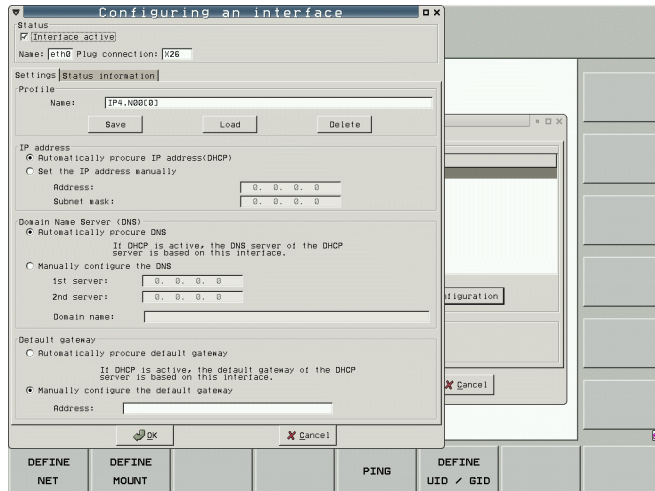 Configuring an interface
Status
Interface active
Name: eth0 Plug connection: X26
Settings Status information
Profile
Name: IP4.N00[0]
Save Load Delete
IP address
Automatically procure IP address(DHCP)
Set the IP address manually
Address: 0. 0. 0. 0
Subnet mask: 0. 0. 0. 0
Domain Name Server (DNS)
Automatically procure DNS
If DHCP is active, the DNS server of the DHCP
server is based on this interface.
Manually configure the DNS
1st server: 0. 0. 0. 0
2nd server: 0. 0. 0. 0
figuration
Domain name:
Default gateway
Automatically procure default gateway
If DHCP is active, the default gateway of the DHCP
server is based on this interface.
Manually configure the default gateway
Cancel
Address:
OK Cancel
DEFINE NET
DEFINE MOUNT
PING
DEFINE UID / GID